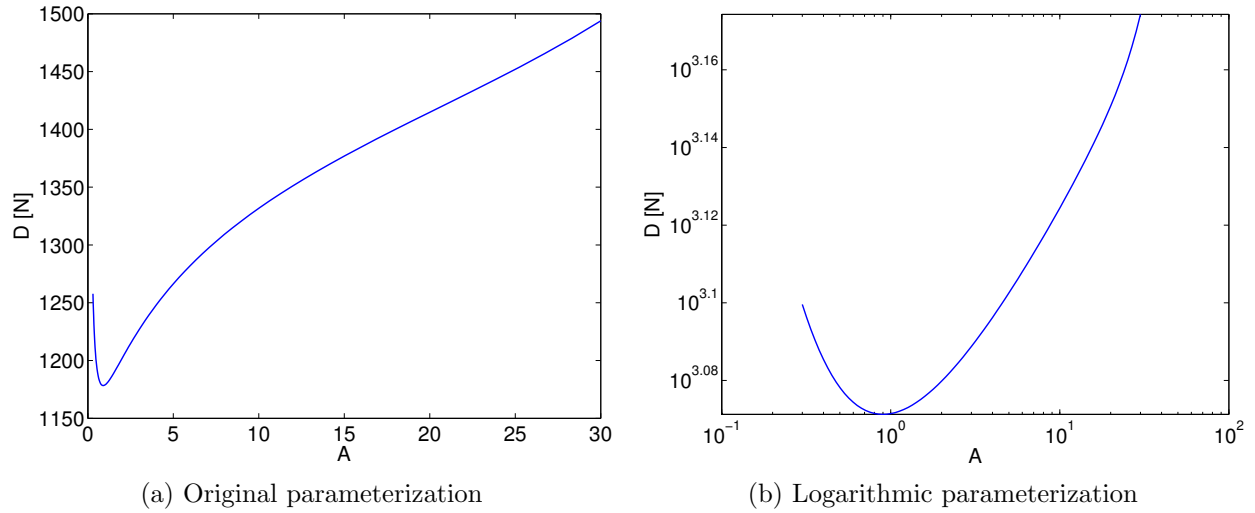 1500
1450
1400
1350
1300
1250
1200
1150
D [N]
0 5 10 15 20 25 30
A
(a) Original parameterization
10^3.16
10^3.14
10^3.12
10^3.1
10^3.08
D [N]
10^−1 10^0 10^1 10^2
A
(b) Logarithmic parameterization